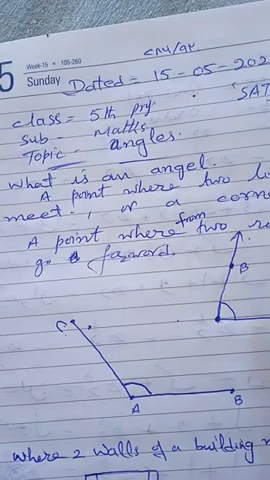 5
Week-15 • 105-260
Sunday
CRM/92
Dated = 15-05-202
SAT
class = 5th pry
Sub - Maths
Topic - angles.
What is an angel.
A point where two
meet, or a corne
A point where from two
go forward.
C
B
A
B
Where 2 walls of a building